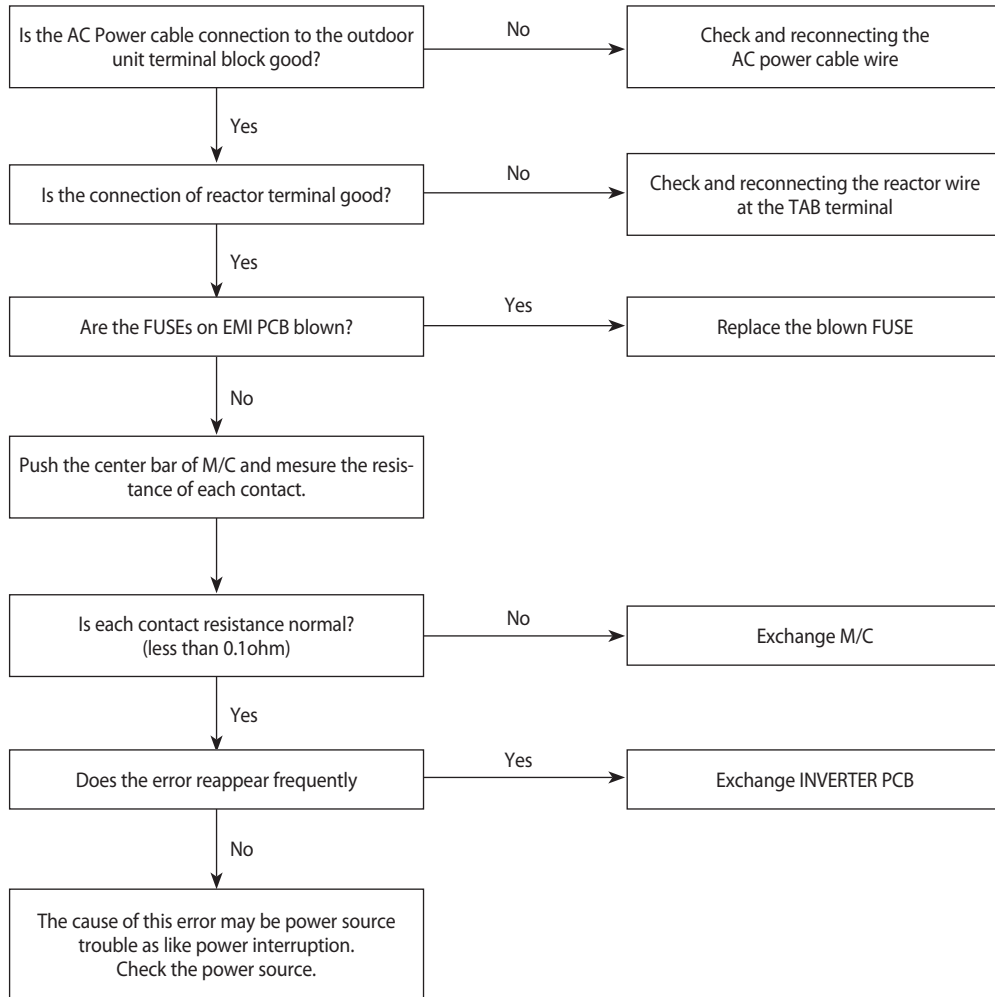 Is the AC Power cable connection to the outdoor
unit terminal block good?
No
Check and reconnecting the
AC power cable wire
Yes
Is the connection of reactor terminal good?
No
Check and reconnecting the reactor wire
at the TAB terminal
Yes
Are the FUSEs on EMI PCB blown?
Yes
Replace the blown FUSE
No
Push the center bar of M/C and mesure the resis-
tance of each contact.
Is each contact resistance normal?
(less than 0.1ohm)
No
Exchange M/C
Yes
Does the error reappear frequently
Yes
Exchange INVERTER PCB
No
The cause of this error may be power source
trouble as like power interruption.
Check the power source.